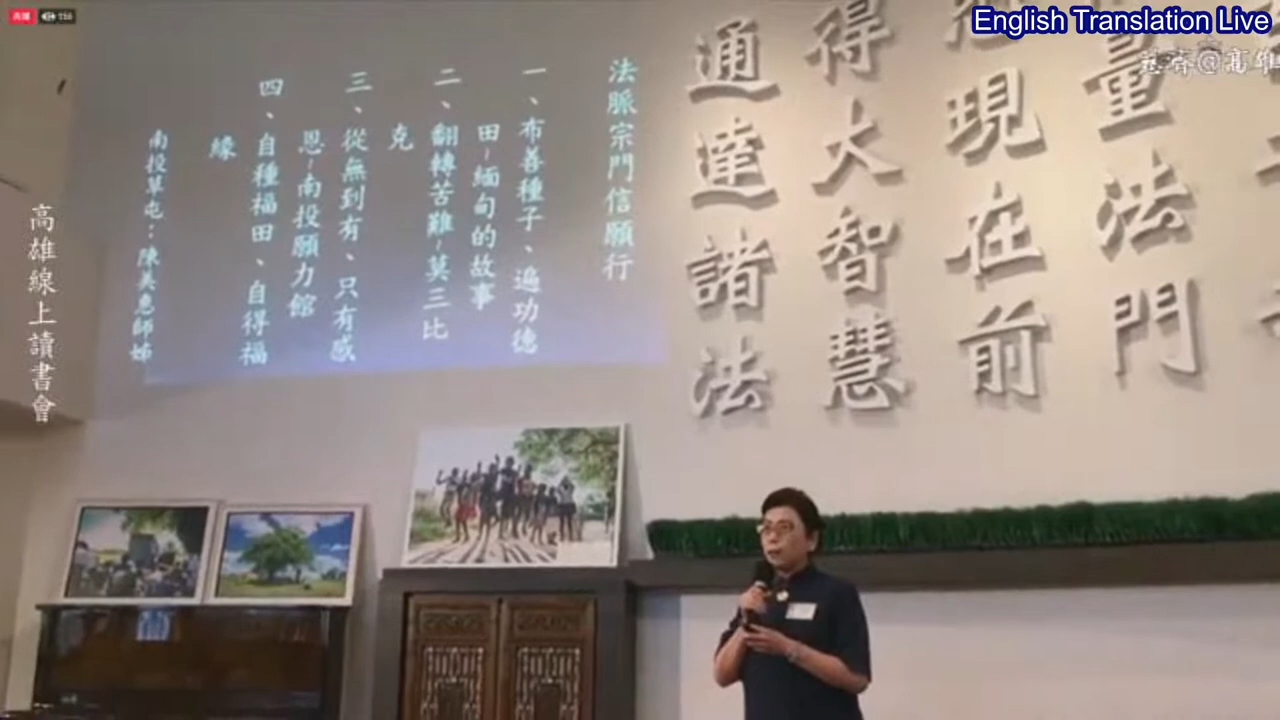 English Translation Live
直播
156
慈濟@高雄
高雄線上讀書會
法脈宗門信願行
一、布善種子、遍功德
田-緬甸的故事
二、翻轉苦難-莫三比
克
三、從無到有、只有感
恩-南投願力館
四、自種福田、自得福
緣
南投草屯：陳美惠師姊
量法門
現在前
得大智慧
通達諸法